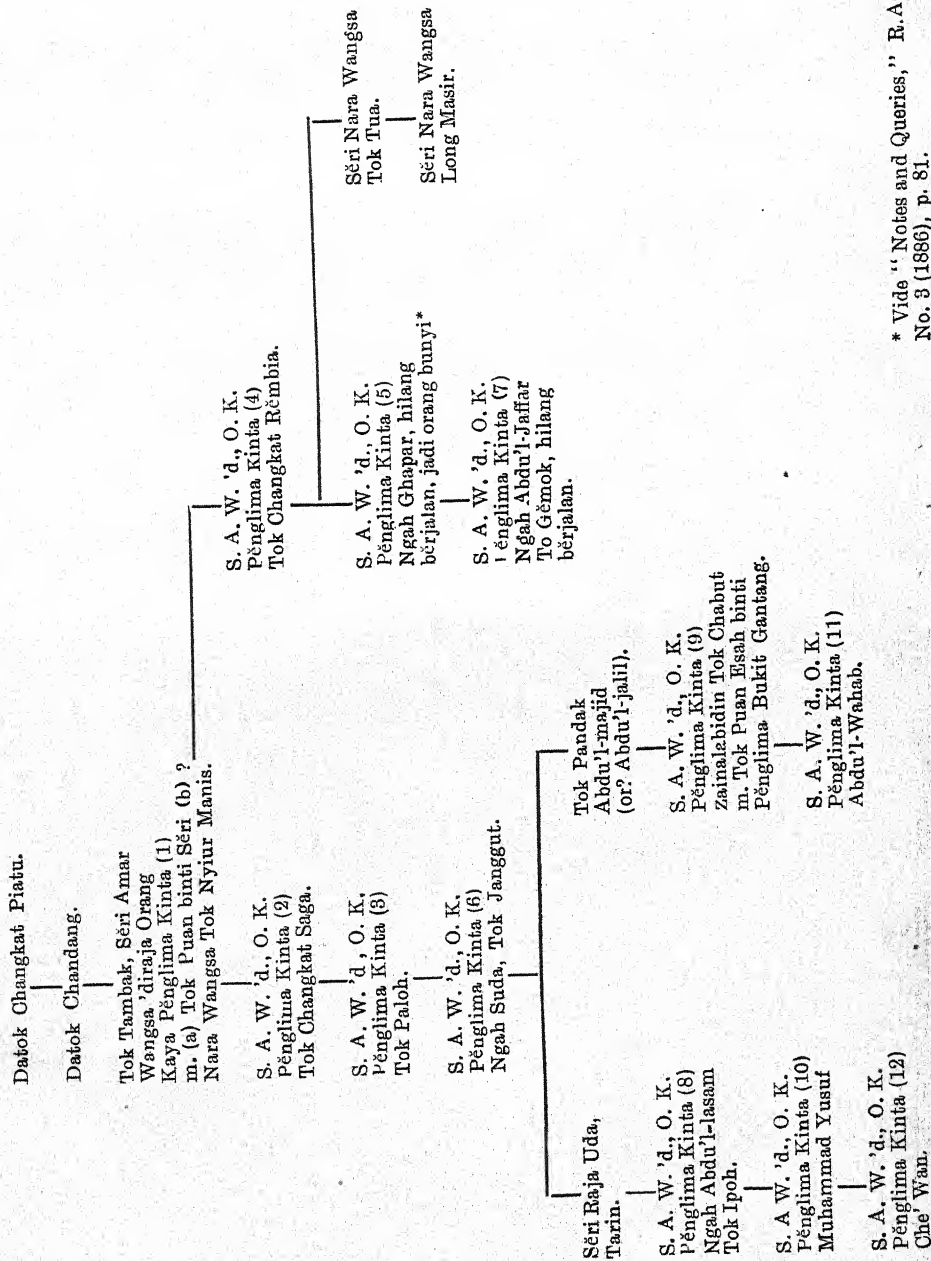 Datok Changkat Piatu.
Datok Chandang.
Tok Tambak, Sĕri Amar
Wangsa 'diraja Orang
Kaya Pĕnglima Kinta (1)
m. (a) Tok Puan binti Sĕri (b) ?
Nara Wangsa Tok Nyiur Manis.
S. A. W. 'd., O. K.
Pĕnglima Kinta (2)
Tok Changkat Saga.
S. A. W. 'd , O. K.
Pĕnglima Kinta (3)
Tok Paloh.
S. A. W. 'd., O. K.
Pĕnglima Kinta (6)
Ngah Suda, Tok Janggut.
Sĕri Raja Uda,
Tarin.
S. A. W. 'd., O. K.
Pĕnglima Kinta (8)
Ngah Abdu'l-lasam
Tok Ipoh.
S. A W. 'd., O. K.
Pĕnglima Kinta (10)
Muhammad Yusuf
S. A. W. 'd., O. K.
Pĕnglima Kinta (12)
Che' Wan.
Tok Pandak
Abdu'l-majid
(or? Abdu'l-jalil).
S. A. W. 'd., O. K.
Pĕnglima Kinta (9)
Zainalabidin Tok Chabut
m. Tok Puan Esah binti
Pĕnglima Bukit Gantang.
S. A. W. 'd., O. K.
Pĕnglima Kinta (11)
Abdu'l-Wahab.
S. A. W. 'd., O. K.
Pĕnglima Kinta (4)
Tok Changkat Rĕmbia.
S. A. W. 'd., O. K.
Pĕnglima Kinta (5)
Ngah Ghapar, hilang
bĕrjalan, jadi orang bunyi*
S. A. W. 'd., O. K.
Pĕnglima Kinta (7)
Ngah Abdu'l-Jaffar
To Gĕmok, hilang
bĕrjalan.
Sĕri Nara Wangsa
Tok Tua.
Sĕri Nara Wangsa
Long Masir.
* Vide "Notes and Queries," R.A
No. 3 (1886), p. 81.